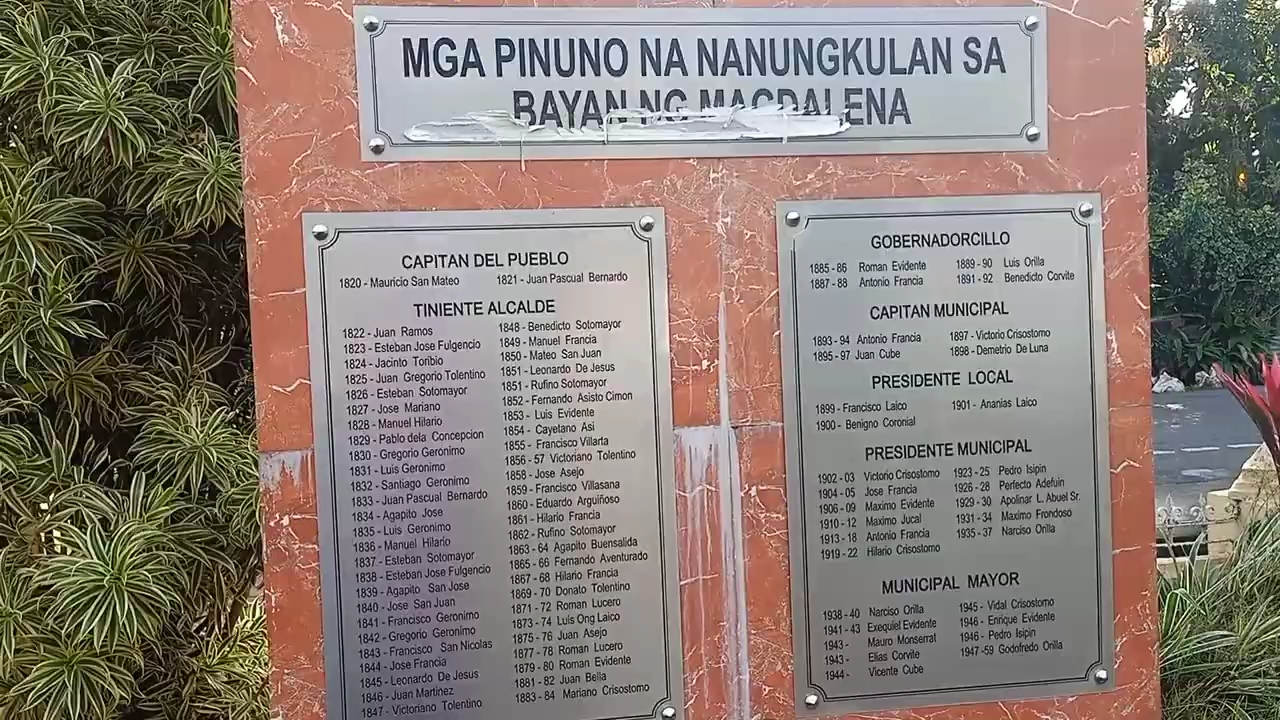 MGA PINUNO NA NANUNGKULAN SA
BAYAN NG MAGDALENA
CAPITAN DEL PUEBLO
1820 - Mauricio San Mateo
1821 - Juan Pascual Bernardo
TINIENTE ALCALDE
1822 - Juan Ramos
1823 - Esteban Jose Fulgencio
1824 - Jacinto Toribio
1825 - Juan Gregorio Tolentino
1826 - Esteban Sotomayor
1827 - Jose Mariano
1828 - Manuel Hilario
1829 - Pablo dela Concepcion
1830 - Gregorio Geronimo
1831 - Luis Geronimo
1832 - Santiago Geronimo
1833 - Juan Pascual Bernardo
1834 - Agapito Jose
1835 - Luis Geronimo
1836 - Manuel Hilario
1837 - Esteban Sotomayor
1838 - Esteban Jose Fulgencio
1839 - Agapito San Jose
1840 - Jose San Juan
1841 - Francisco Geronimo
1842 - Gregorio Geronimo
1843 - Francisco San Nicolas
1844 - Jose Francia
1845 - Leonardo De Jesus
1846 - Juan Martinez
1847 - Victoriano Tolentino
1848 - Benedicto Sotomayor
1849 - Manuel Francia
1850 - Mateo San Juan
1851 - Leonardo De Jesus
1851 - Rufino Sotomayor
1852 - Fernando Asisto Cimon
1853 - Luis Evidente
1854 - Cayetano Asi
1855 - Francisco Villarta
1856 - 57 Victoriano Tolentino
1858 - Jose Asejo
1859 - Francisco Villasana
1860 - Eduardo Arguiñoso
1861 - Hilario Francia
1862 - Rufino Sotomayor
1863 - 64 Agapito Buensalida
1865 - 66 Fernando Aventurado
1867 - 68 Hilario Francia
1869 - 70 Donato Tolentino
1871 - 72 Roman Lucero
1873 - 74 Luis Ong Laico
1875 - 76 Juan Asejo
1877 - 78 Roman Lucero
1879 - 80 Roman Evidente
1881 - 82 Juan Bella
1883 - 84 Mariano Crisostomo
GOBERNADORCILLO
1885 - 86 Roman Evidente
1887 - 88 Antonio Francia
1889 - 90 Luis Orilla
1891 - 92 Benedicto Corvite
CAPITAN MUNICIPAL
1893 - 94 Antonio Francia
1895 - 97 Juan Cube
1897 - Victorio Crisostomo
1898 - Demetrio De Luna
PRESIDENTE LOCAL
1899 - Francisco Laico
1900 - Benigno Coronial
1901 - Ananias Laico
PRESIDENTE MUNICIPAL
1902 - 03 Victorio Crisostomo
1904 - 05 Jose Francia
1906 - 09 Maximo Evidente
1910 - 12 Maximo Jucal
1913 - 18 Antonio Francia
1919 - 22 Hilario Crisostomo
1923 - 25 Pedro Isipin
1926 - 28 Perfecto Adefuin
1929 - 30 Apolinar L. Abuel Sr.
1931 - 34 Maximo Frondoso
1935 - 37 Narciso Orilla
MUNICIPAL MAYOR
1938 - 40 Narciso Orilla
1941 - 43 Exequiel Evidente
1943 - Mauro Monserrat
1943 - Elias Corvite
1944 - Vicente Cube
1945 - Vidal Crisostomo
1946 - Enrique Evidente
1946 - Pedro Isipin
1947 -59 Godofredo Orilla